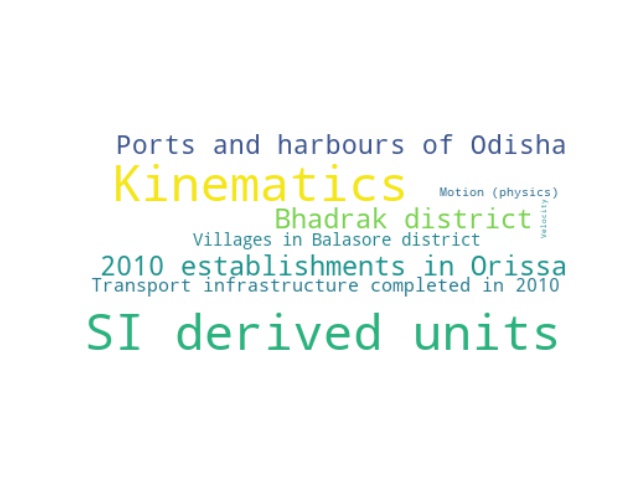 Ports and harbours of Odisha
Kinematics
Motion (physics)
Velocity
Bhadrak district
Villages in Balasore district
2010 establishments in Orissa
Transport infrastructure completed in 2010
SI derived units